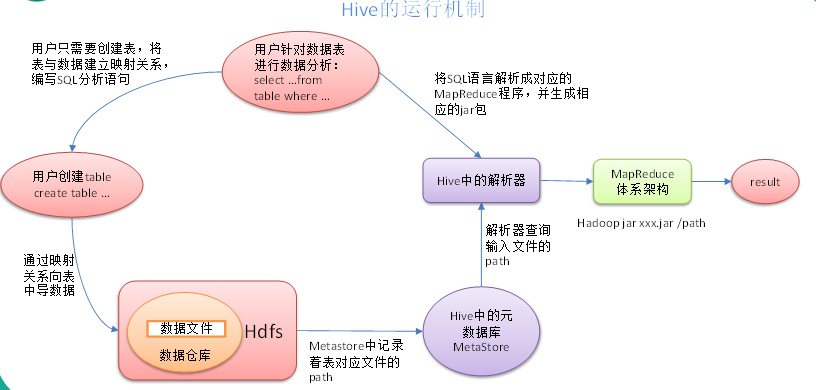 Hive的运行机制
用户只需要创建表，将
表与数据建立映射关系，
编写SQL分析语句
用户针对数据表
进行数据分析：
select ...from
table where ...
将SQL语言解析成对应的
MapReduce程序，并生成相
应的jar包
用户创建table
create table ...
Hive中的解析器
MapReduce
体系架构
result
Hadoop jar xxx.jar /path
解析器查询
输入文件的
path
通过映射
关系向表
中导数据
数据文件
数据仓库
Hdfs
Metastore中记录
着表对应文件的
path
Hive中的元
数据库
MetaStore